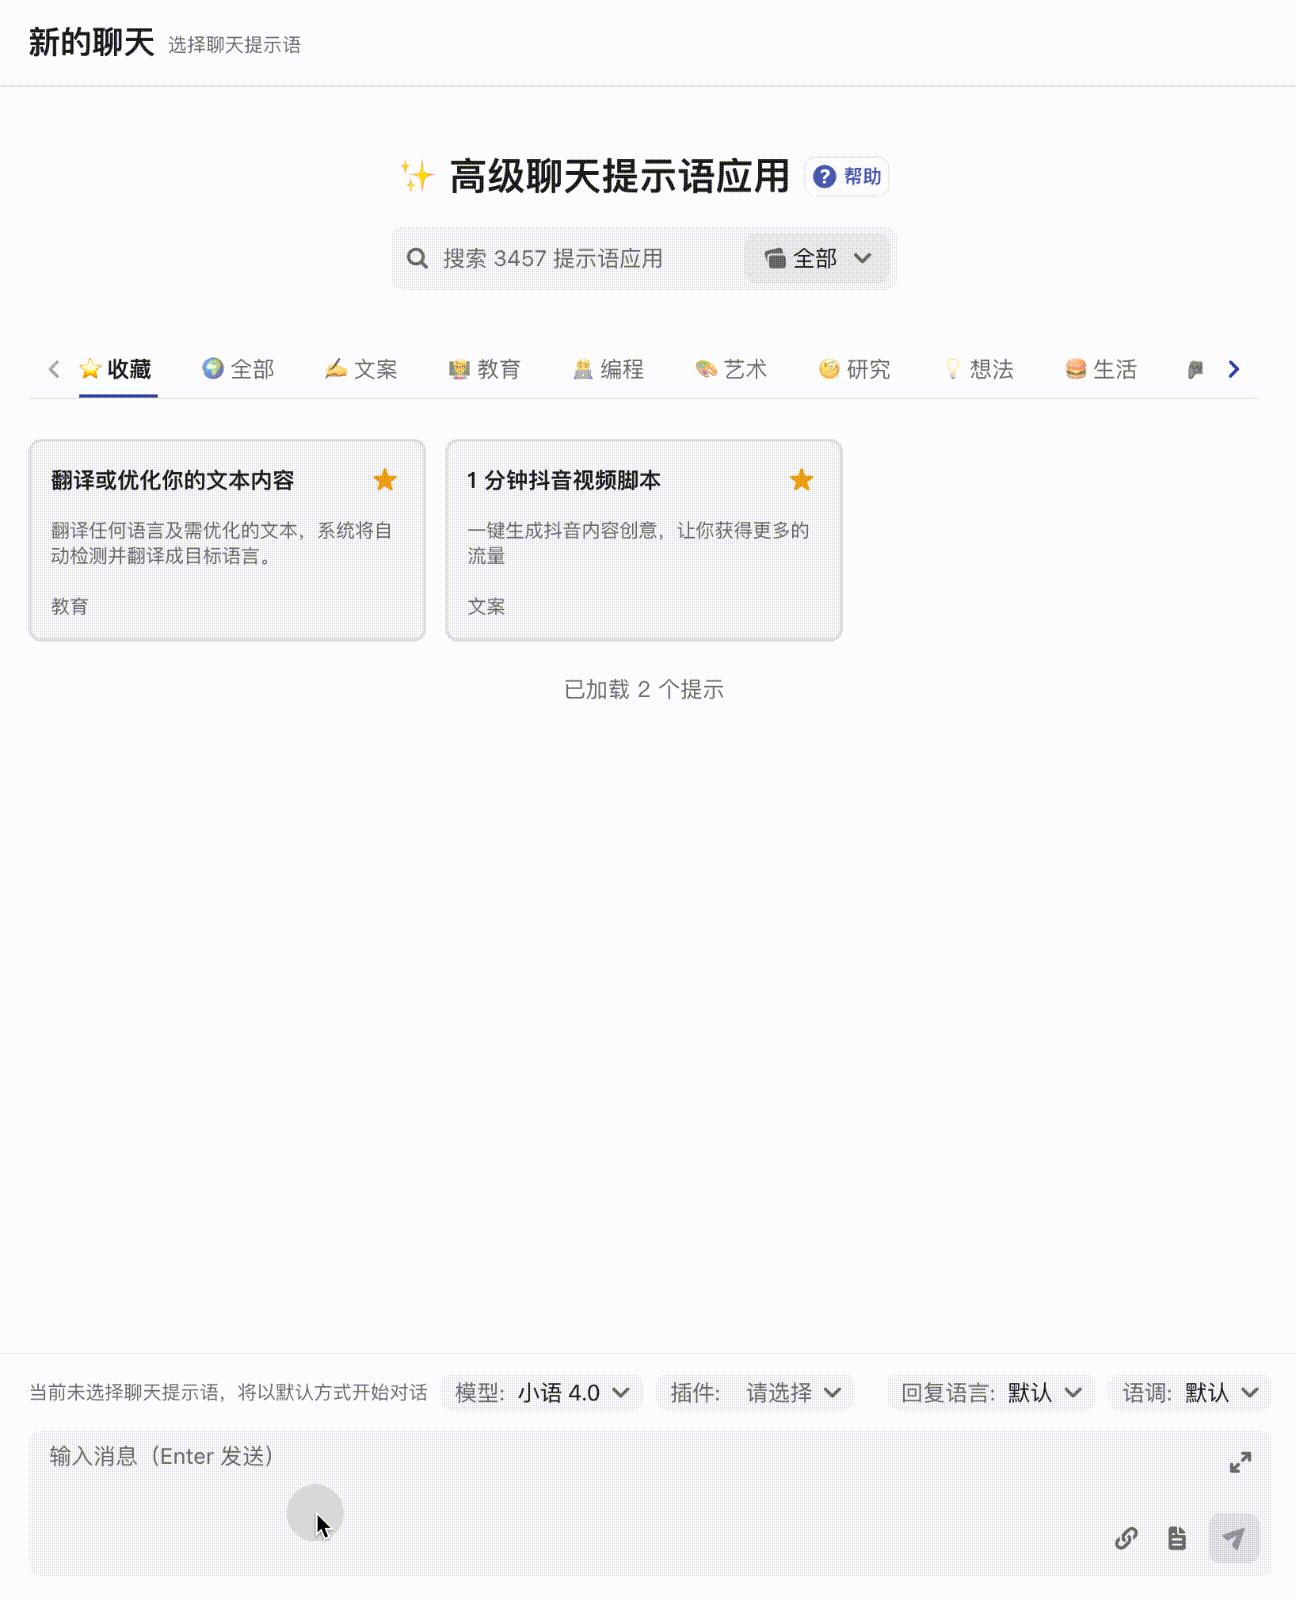 新的聊天 选择聊天提示语
高级聊天提示语应用 帮助
搜索 3457 提示语应用 全部
收藏 全部 文案 教育 编程 艺术 研究 想法 生活
翻译或优化你的文本内容
翻译任何语言及需优化的文本，系统将自
动检测并翻译成目标语言。
教育
1 分钟抖音视频脚本
一键生成抖音内容创意，让你获得更多的
流量
文案
已加载 2 个提示
当前未选择聊天提示语，将以默认方式开始对话 模型: 小语 4.0 插件: 请选择 回复语言: 默认 语调: 默认
输入消息（Enter 发送）